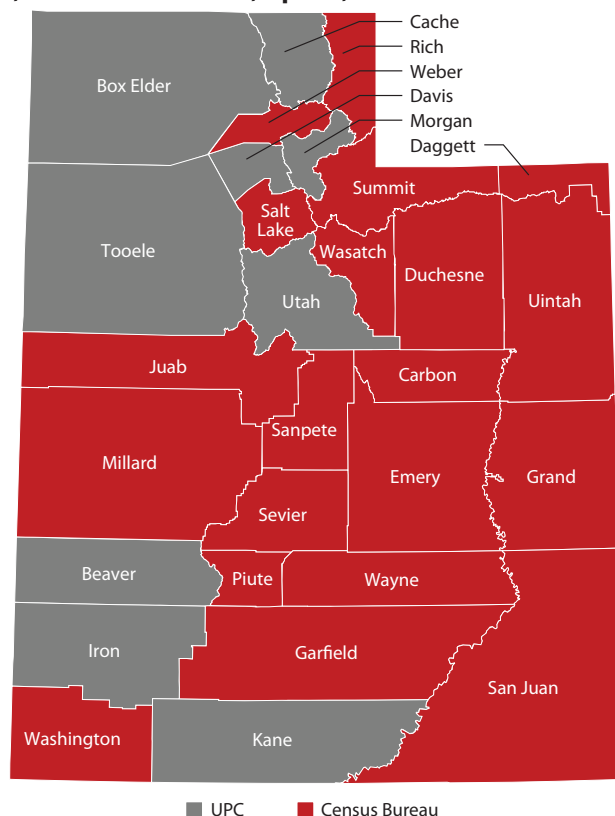 Cache
Rich
Weber
Davis
Morgan
Daggett
Box Elder
Summit
Salt
Lake
Tooele
Wasatch
Duchesne
Uintah
Utah
Juab
Carbon
Sanpete
Millard
Emery
Grand
Sevier
Beaver
Piute
Wayne
Iron
Garfield
San Juan
Washington
Kane
UPC
Census Bureau